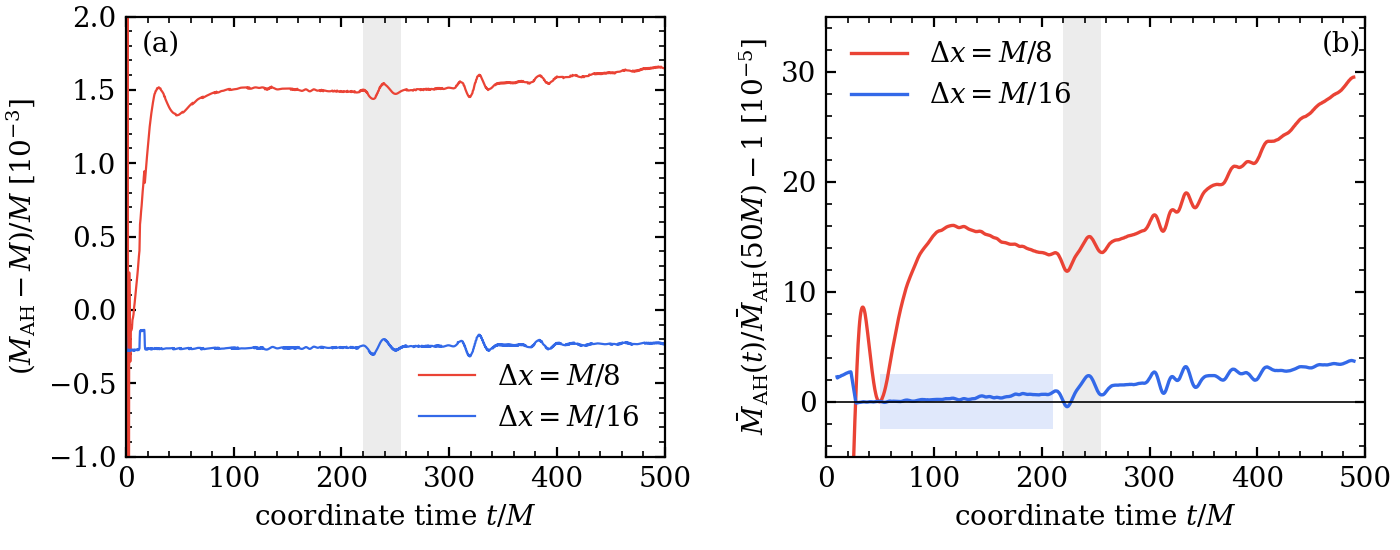 (a)
2.0
1.5
1.0
0.5
0.0
−0.5
−1.0
(M_AH − M)/M [10⁻³]
Δx = M/8
Δx = M/16
0 100 200 300 400 500
coordinate time t/M
(b)
Δx = M/8
Δx = M/16
30
20
10
0
M̄_AH(t)/M̄_AH(50M) − 1 [10⁻⁵]
0 100 200 300 400 500
coordinate time t/M